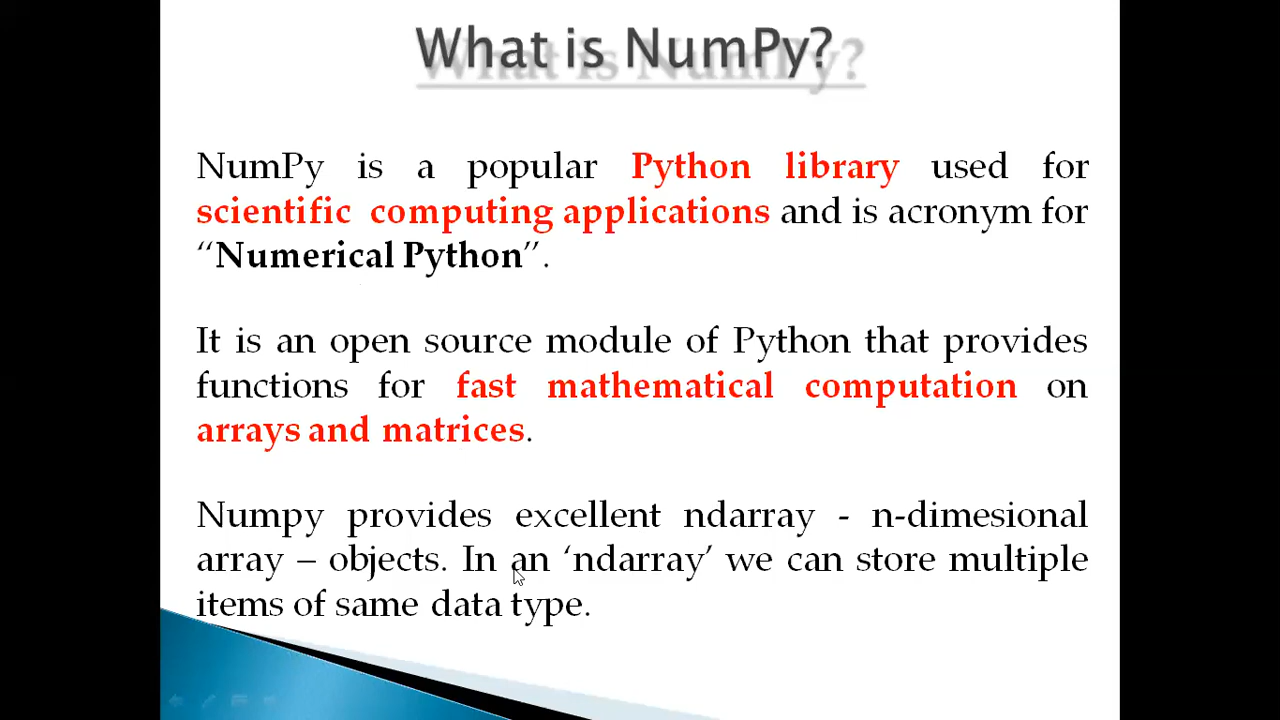 What is NumPy?
NumPy is a popular Python library used for
scientific computing applications and is acronym for
“Numerical Python”.
It is an open source module of Python that provides
functions for fast mathematical computation on
arrays and matrices.
Numpy provides excellent ndarray - n-dimesional
array – objects. In an ‘ndarray’ we can store multiple
items of same data type.